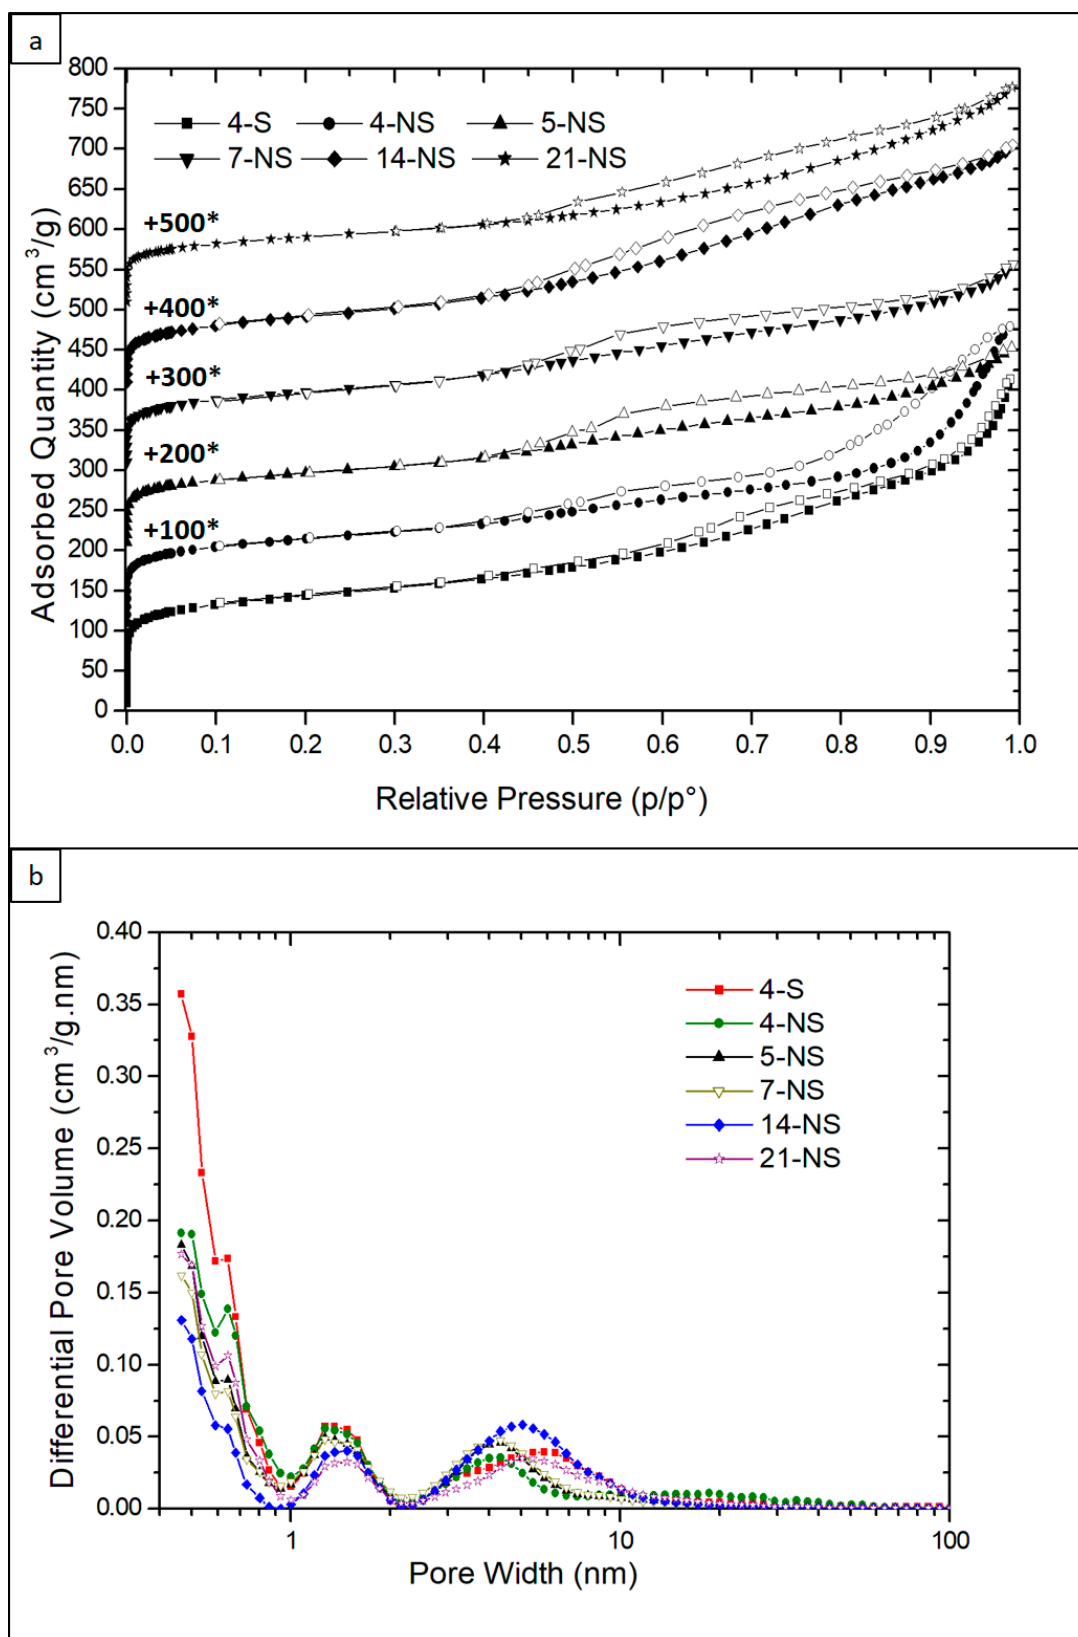 a
800
750
700
650
600
550
500
450
400
350
300
250
200
150
100
50
0
Adsorbed Quantity (cm³/g)
4-S 4-NS 5-NS
7-NS 14-NS 21-NS
+500*
+400*
+300*
+200*
+100*
0.0 0.1 0.2 0.3 0.4 0.5 0.6 0.7 0.8 0.9 1.0
Relative Pressure (p/p°)
b
0.40
0.35
0.30
0.25
0.20
0.15
0.10
0.05
0.00
Differential Pore Volume (cm³/g.nm)
4-S
4-NS
5-NS
7-NS
14-NS
21-NS
1 10 100
Pore Width (nm)